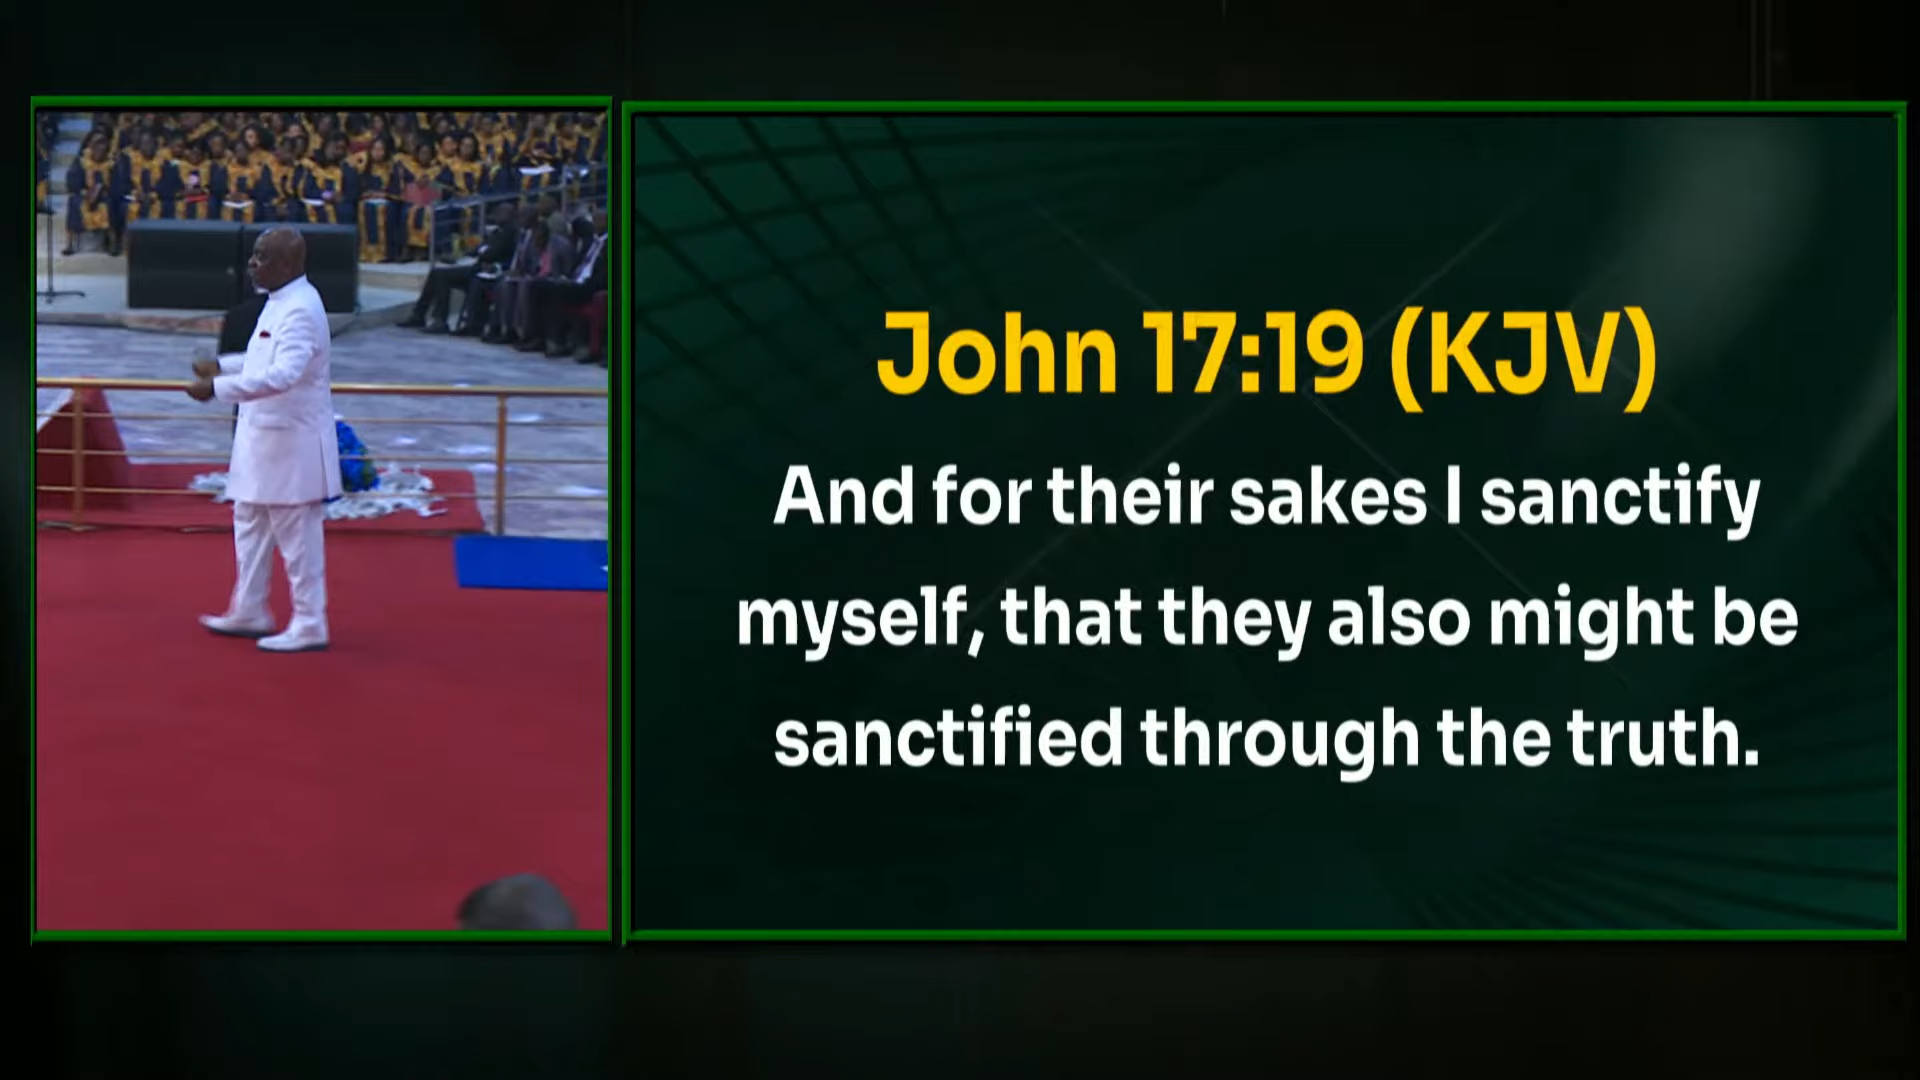 John 17:19 (KJV)
And for their sakes I sanctify
myself, that they also might be
sanctified through the truth.